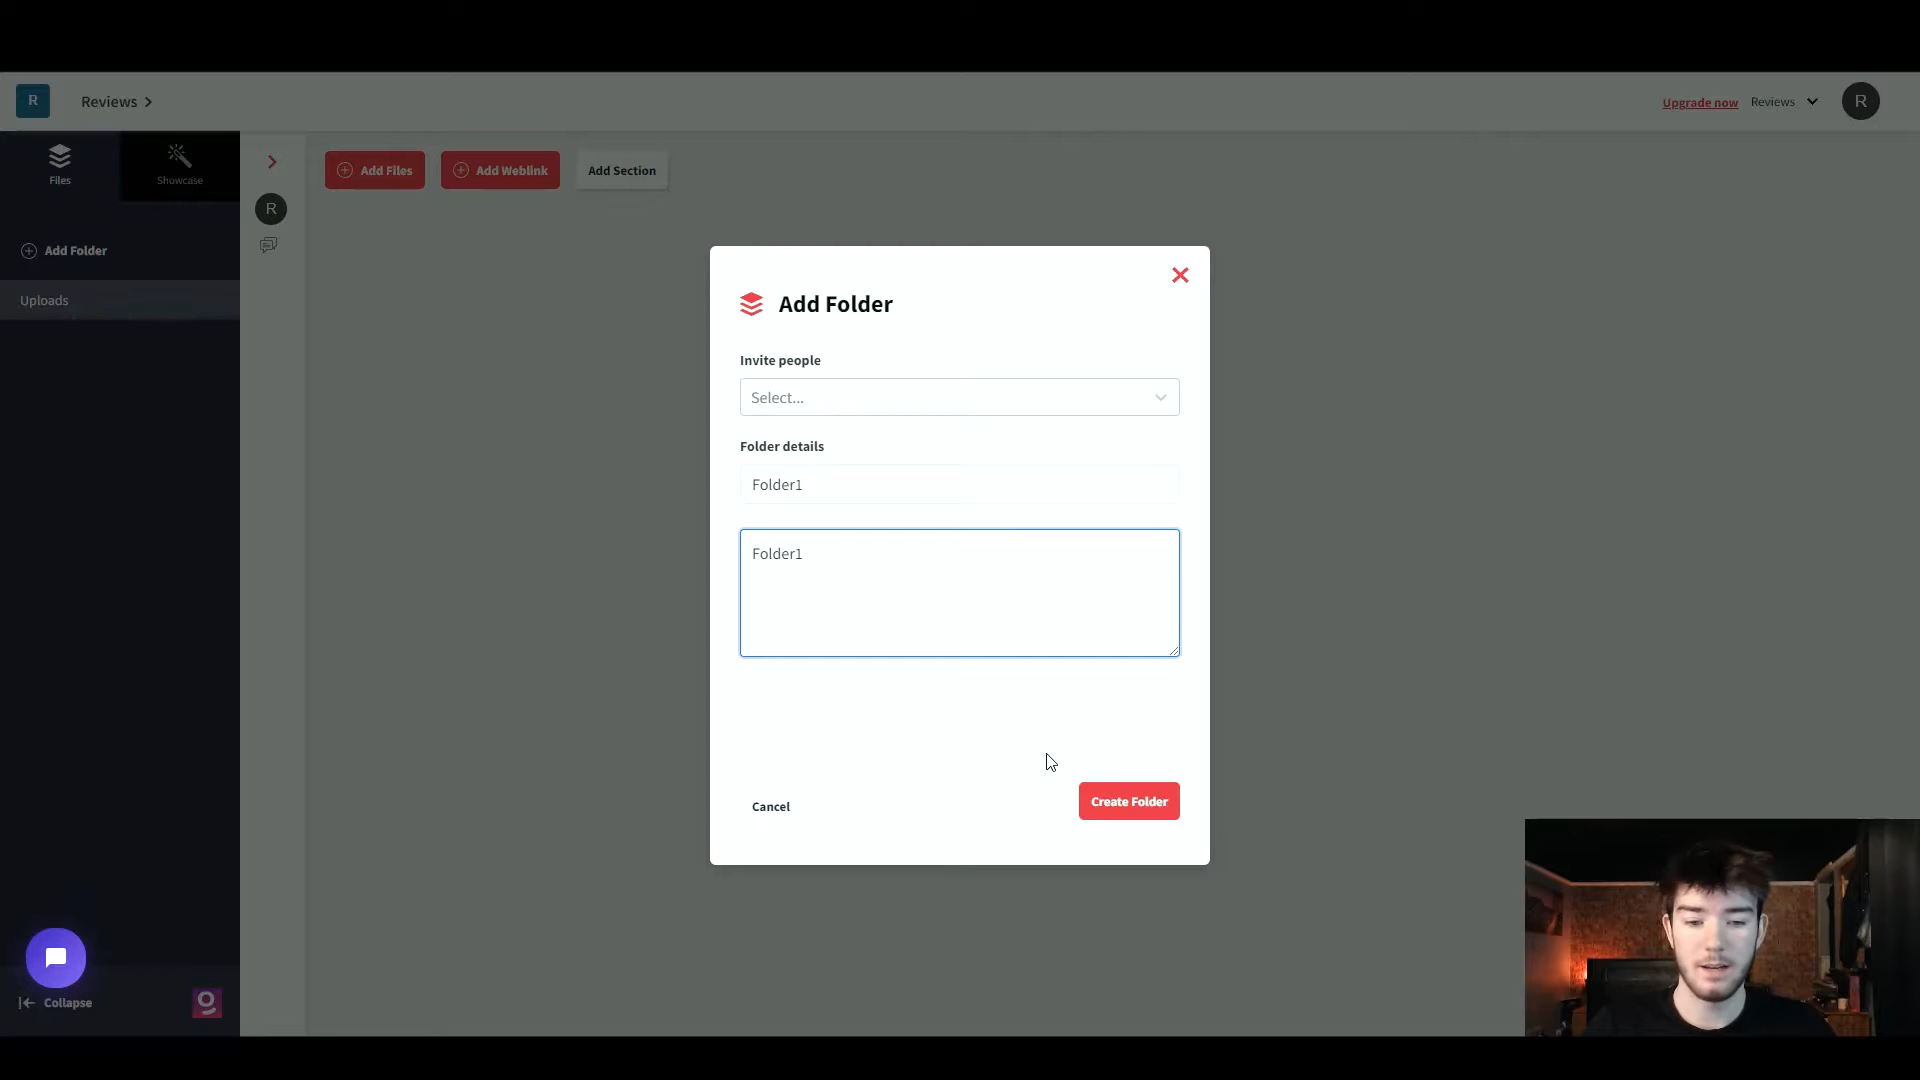 R
Reviews
Upgrade now
Reviews
R
Files
Showcase
Add Files
Add Weblink
Add Section
R
Add Folder
Uploads
Add Folder
Invite people
Select...
Folder details
Folder1
Folder1
Cancel
Create Folder
Collapse
g